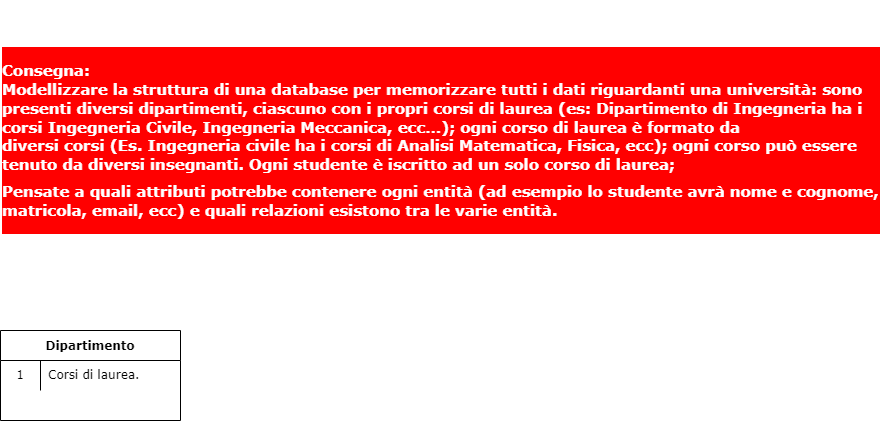 Consegna:
Modellizzare la struttura di una database per memorizzare tutti i dati riguardanti una università: sono
presenti diversi dipartimenti, ciascuno con i propri corsi di laurea (es: Dipartimento di Ingegneria ha i
corsi Ingegneria Civile, Ingegneria Meccanica, ecc...); ogni corso di laurea è formato da
diversi corsi (Es. Ingegneria civile ha i corsi di Analisi Matematica, Fisica, ecc); ogni corso può essere
tenuto da diversi insegnanti. Ogni studente è iscritto ad un solo corso di laurea;
Pensate a quali attributi potrebbe contenere ogni entità (ad esempio lo studente avrà nome e cognome,
matricola, email, ecc) e quali relazioni esistono tra le varie entità.
Dipartimento
1 Corsi di laurea.